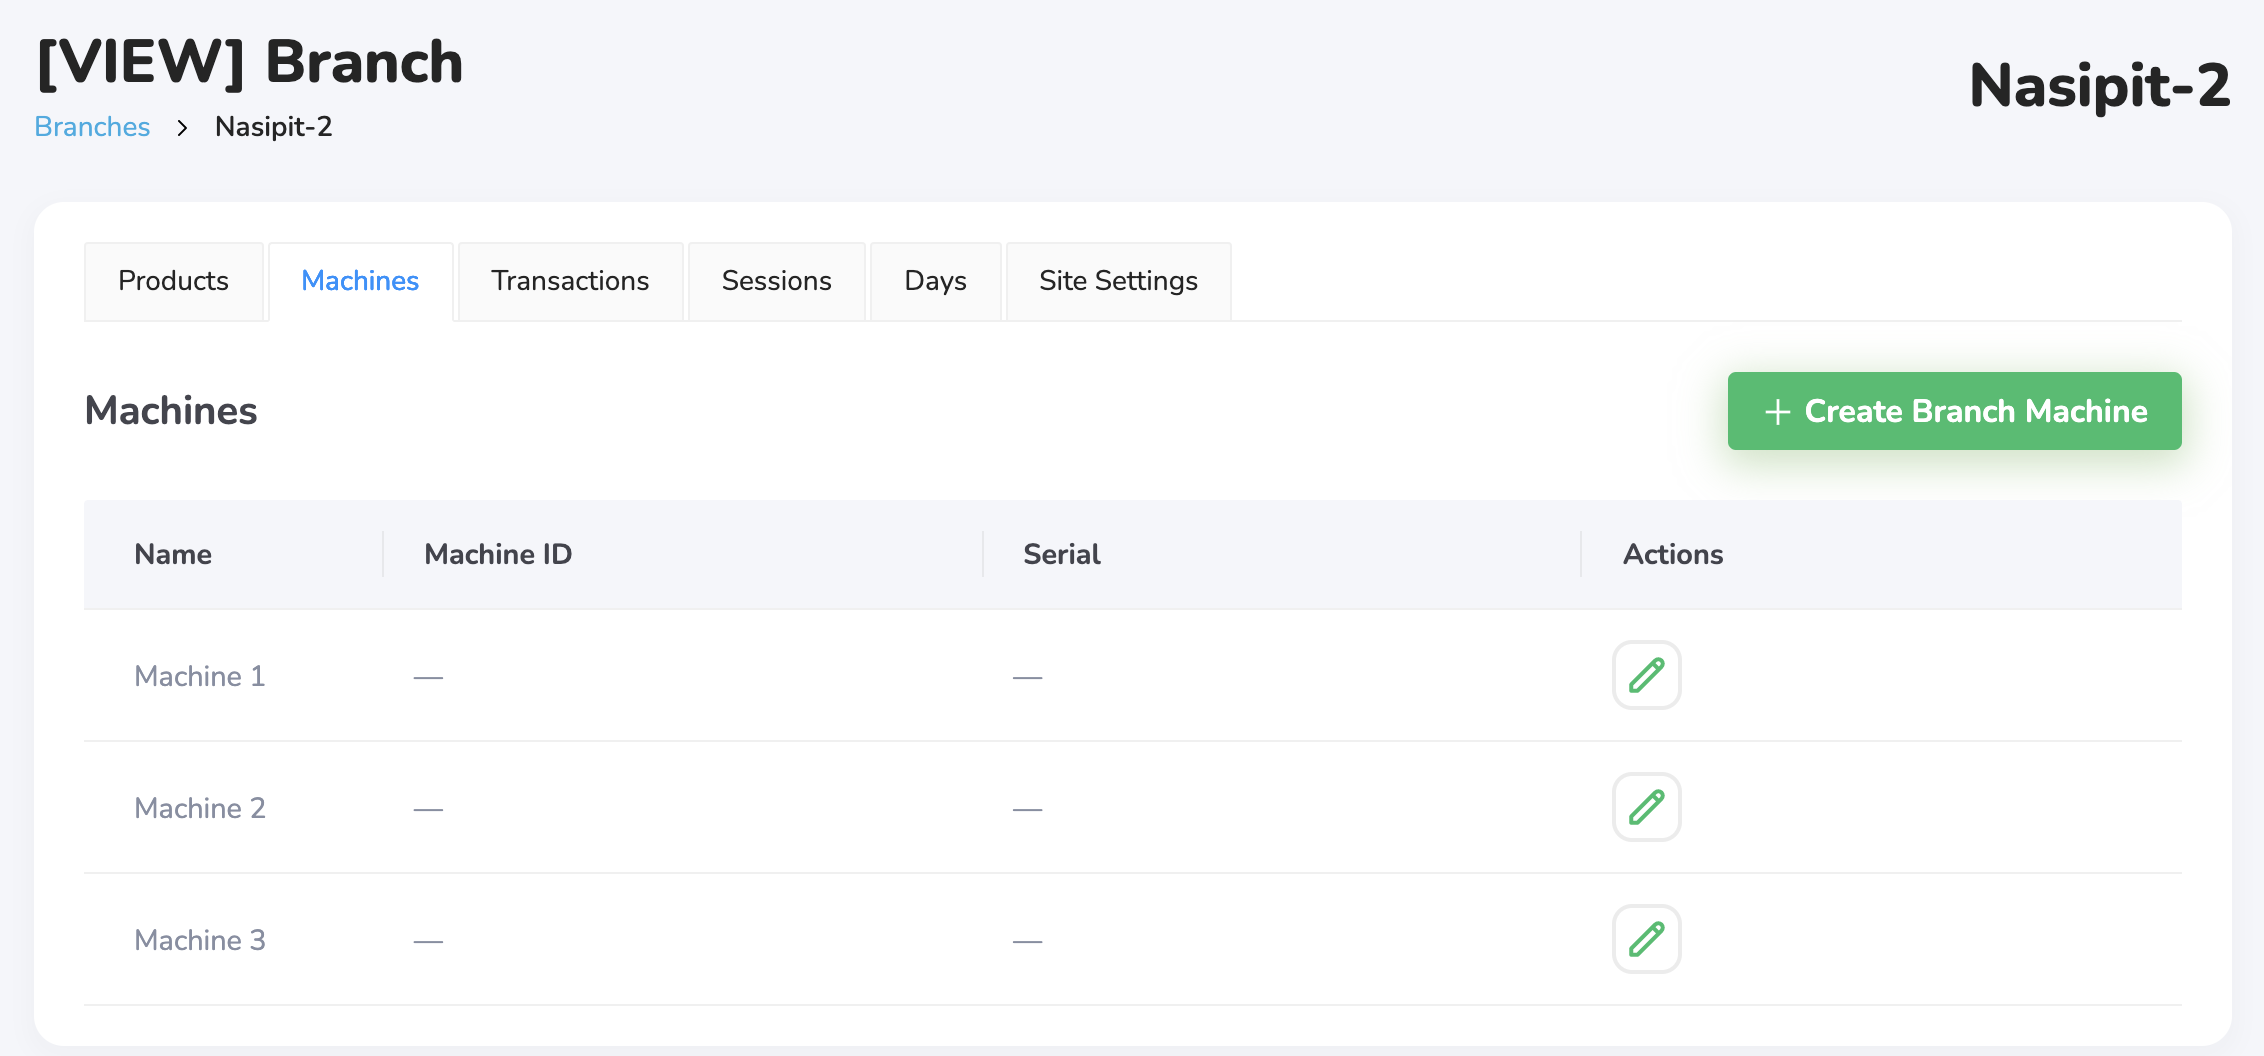 [VIEW] Branch
Nasipit-2
Branches > Nasipit-2
Products Machines Transactions Sessions Days Site Settings
Machines
+ Create Branch Machine
Name Machine ID Serial Actions
Machine 1 — —
Machine 2 — —
Machine 3 — —